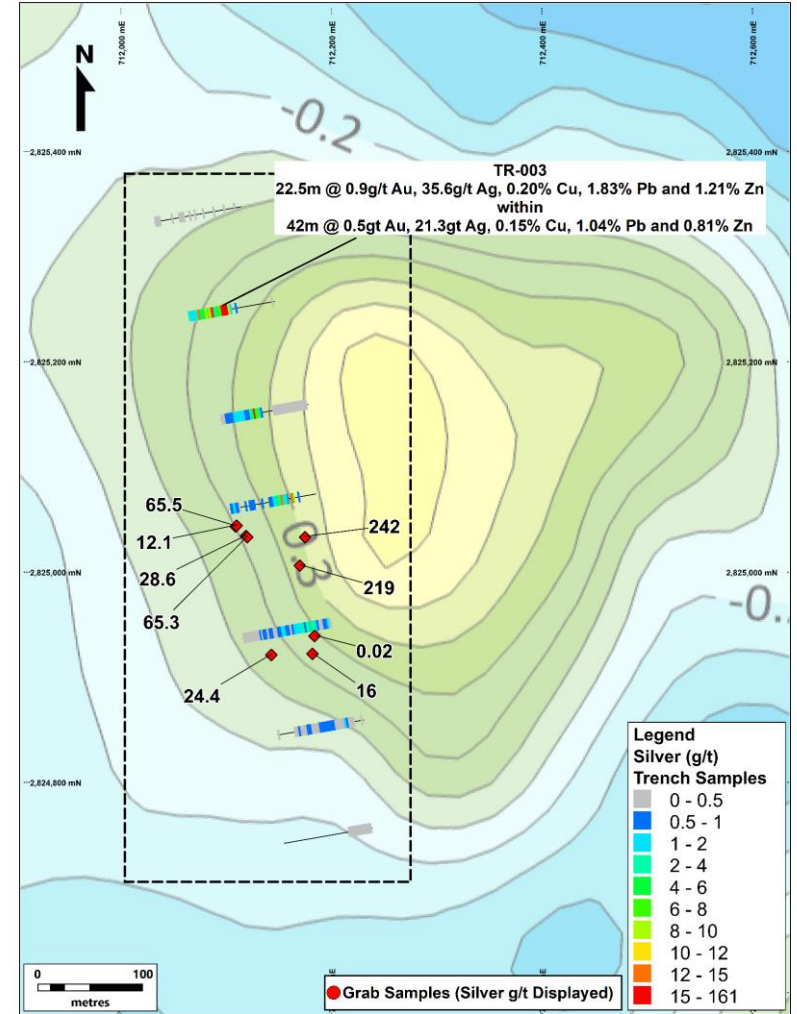 712,000 mE
712,200 mE
712,400 mE
712,600 mE
N
-0.2
2,825,400 mN
2,825,400 mN
TR-003
22.5m @ 0.9g/t Au, 35.6g/t Ag, 0.20% Cu, 1.83% Pb and 1.21% Zn
within
42m @ 0.5gt Au, 21.3gt Ag, 0.15% Cu, 1.04% Pb and 0.81% Zn
2,825,200 mN
2,825,200 mN
65.5
12.1
28.6
65.3
242
0.3
219
2,825,000 mN
2,825,000 mN
-0.
0.02
24.4
16
2,824,800 mN
Legend
Silver (g/t)
Trench Samples
0 - 0.5
0.5 - 1
1 - 2
2 - 4
4 - 6
6 - 8
8 - 10
10 - 12
12 - 15
15 - 161
0 100
metres
Grab Samples (Silver g/t Displayed)